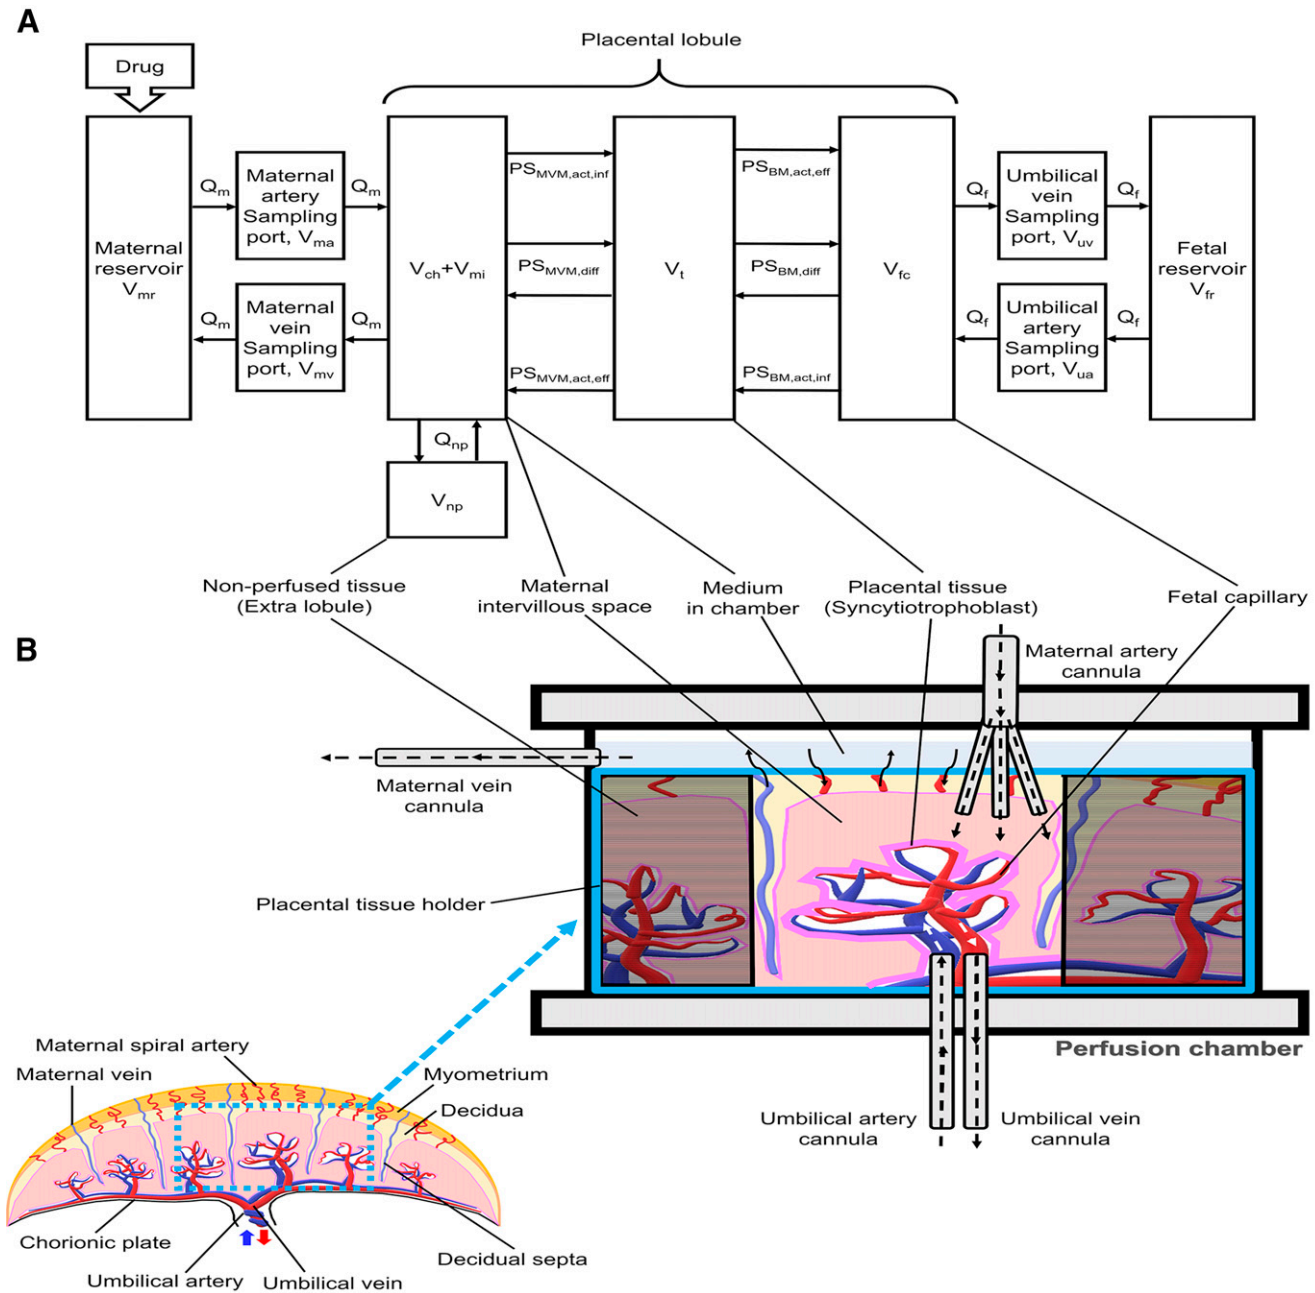 A
Placental lobule
Drug
Maternal
reservoir
Vmr
Qm
Maternal
artery
Sampling
port, Vma
Qm
Qm
Maternal
vein
Sampling
port, Vmv
Qm
Vch+Vmi
PSMVM,act,inf
PSMVM,diff
PSMVM,act,eff
Vt
PSBM,act,eff
PSBM,diff
PSBM,act,inf
Vfc
Qf
Umbilical
vein
Sampling
port, Vuv
Qf
Qf
Umbilical
artery
Sampling
port, Vua
Qf
Fetal
reservoir
Vfr
Qnp
Vnp
Non-perfused tissue
(Extra lobule)
Maternal
intervillous space
Medium
in chamber
Placental tissue
(Syncytiotrophoblast)
Fetal capillary
B
Maternal artery
cannula
Maternal vein
cannula
Placental tissue holder
Perfusion chamber
Umbilical artery
cannula
Umbilical vein
cannula
Maternal spiral artery
Maternal vein
Myometrium
Decidua
Chorionic plate
Decidual septa
Umbilical artery
Umbilical vein